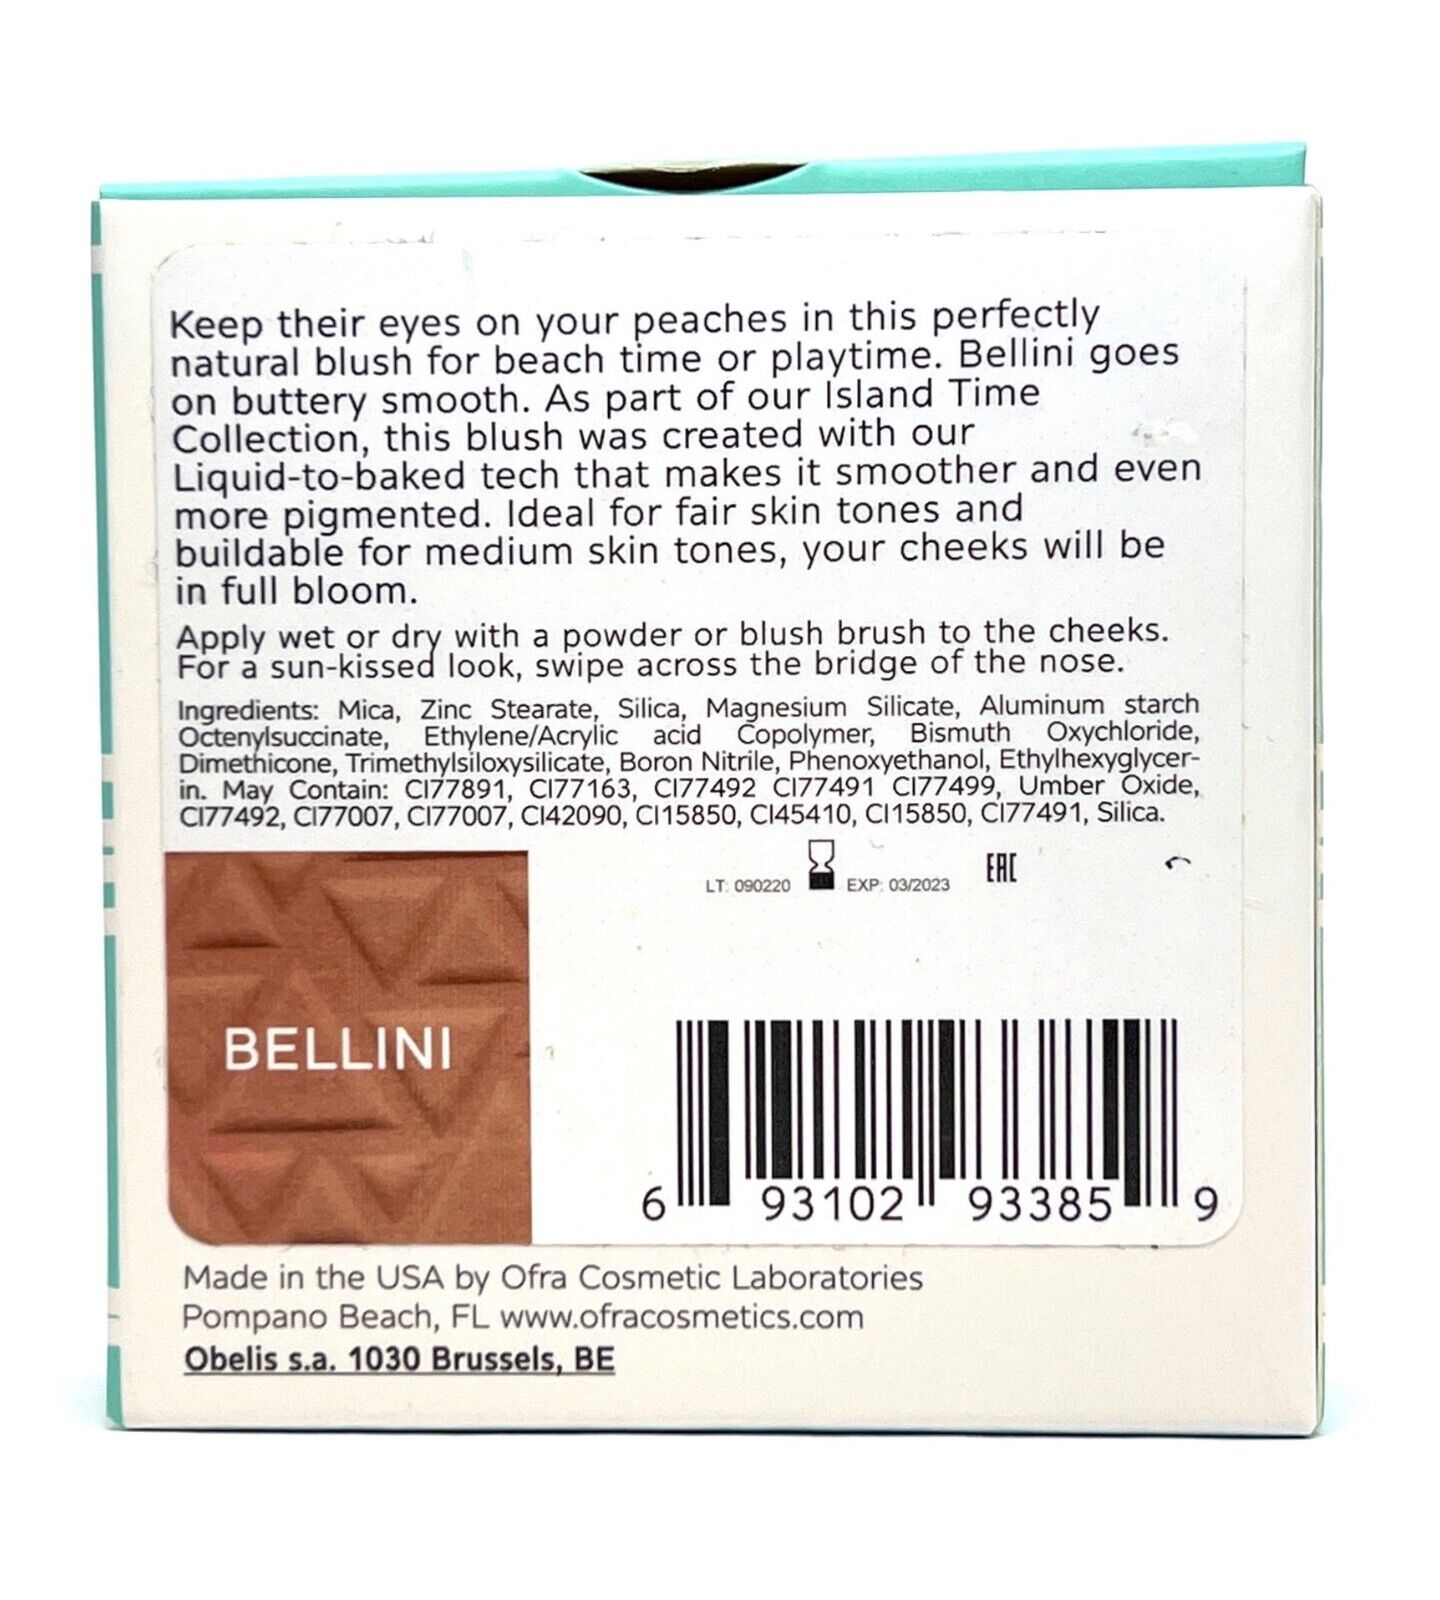 Keep their eyes on your peaches in this perfectly
natural blush for beach time or playtime. Bellini goes
on buttery smooth. As part of our Island Time
Collection, this blush was created with our
Liquid-to-baked tech that makes it smoother and even
more pigmented. Ideal for fair skin tones and
buildable for medium skin tones, your cheeks will be
in full bloom.
Apply wet or dry with a powder or blush brush to the cheeks.
For a sun-kissed look, swipe across the bridge of the nose.
Ingredients: Mica, Zinc Stearate, Silica, Magnesium Silicate, Aluminum starch
Octenylsuccinate, Ethylene/Acrylic acid Copolymer, Bismuth Oxychloride,
Dimethicone, Trimethylsiloxysilicate, Boron Nitrile, Phenoxyethanol, Ethylhexyglycer-
in. May Contain: CI77891, CI77163, CI77492 CI77491 CI77499, Umber Oxide,
CI77492, CI77007, CI77007, CI42090, CI15850, CI45410, CI15850, CI77491, Silica.
LT: 090220 EXP: 03/2023 EAC
BELLINI
6 93102 93385 9
Made in the USA by Ofra Cosmetic Laboratories
Pompano Beach, FL www.ofracosmetics.com
Obelis s.a. 1030 Brussels, BE